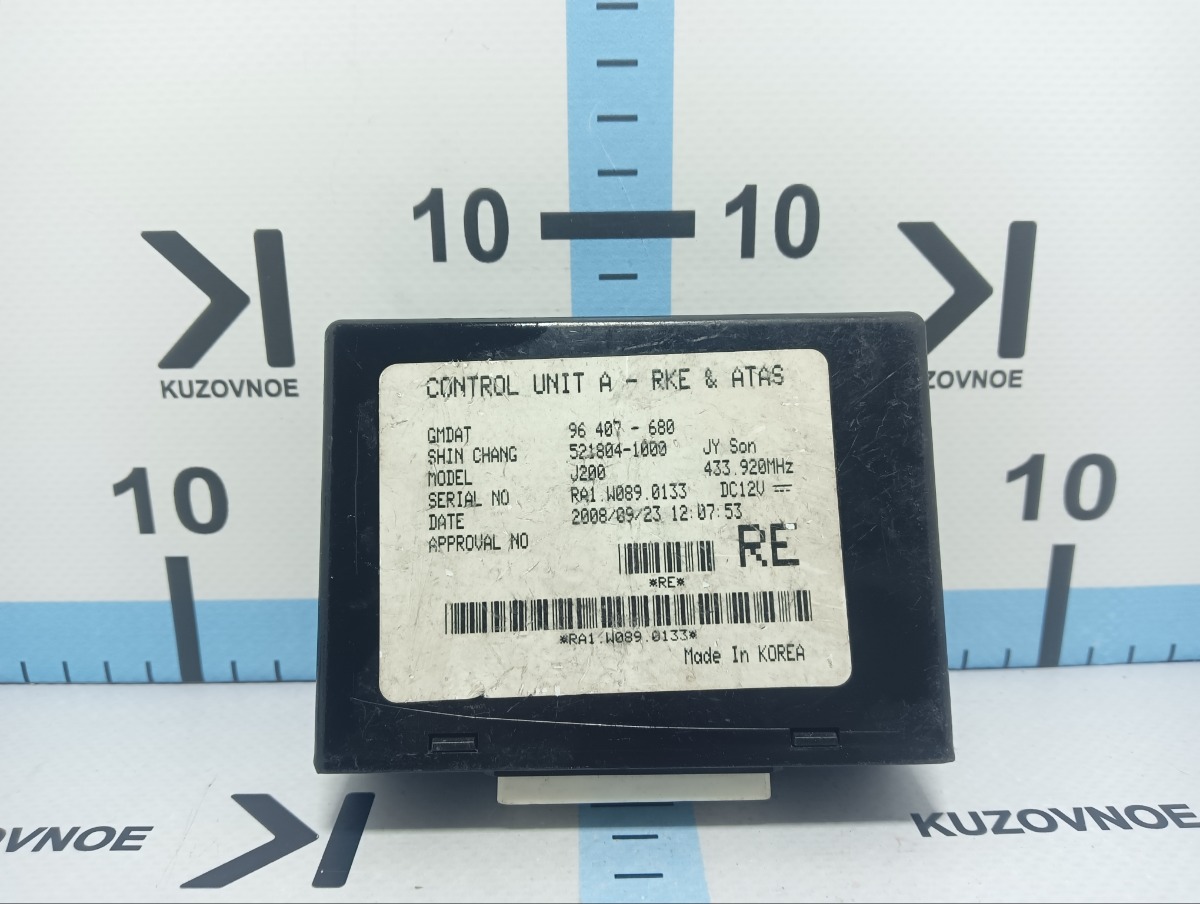 10 10
KUZOVNOE
KUZOVNOE
CONTROL UNIT A - RKE & ATAS
GMDAT 96 407 - 680
SHIN CHANG 521804-1000 JY Son
MODEL J200 433.920MHz
SERIAL NO RA1.W089.0133 DC12V
DATE 2008/09/23 12:07:53
APPROVAL NO
RE
*RE*
*RA1.W089.0133*
Made In KOREA
10 10
KUZOVNOE
KUZOVNOE